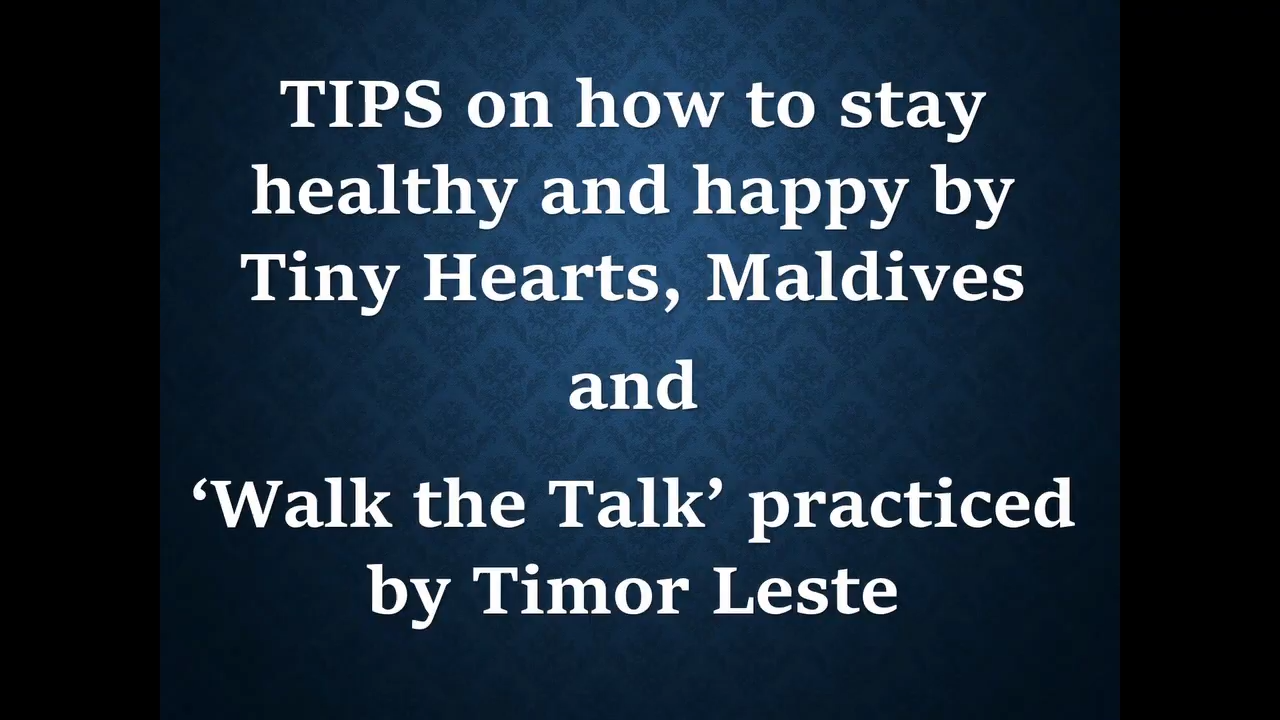 TIPS on how to stay
healthy and happy by
Tiny Hearts, Maldives
and
‘Walk the Talk’ practiced
by Timor Leste